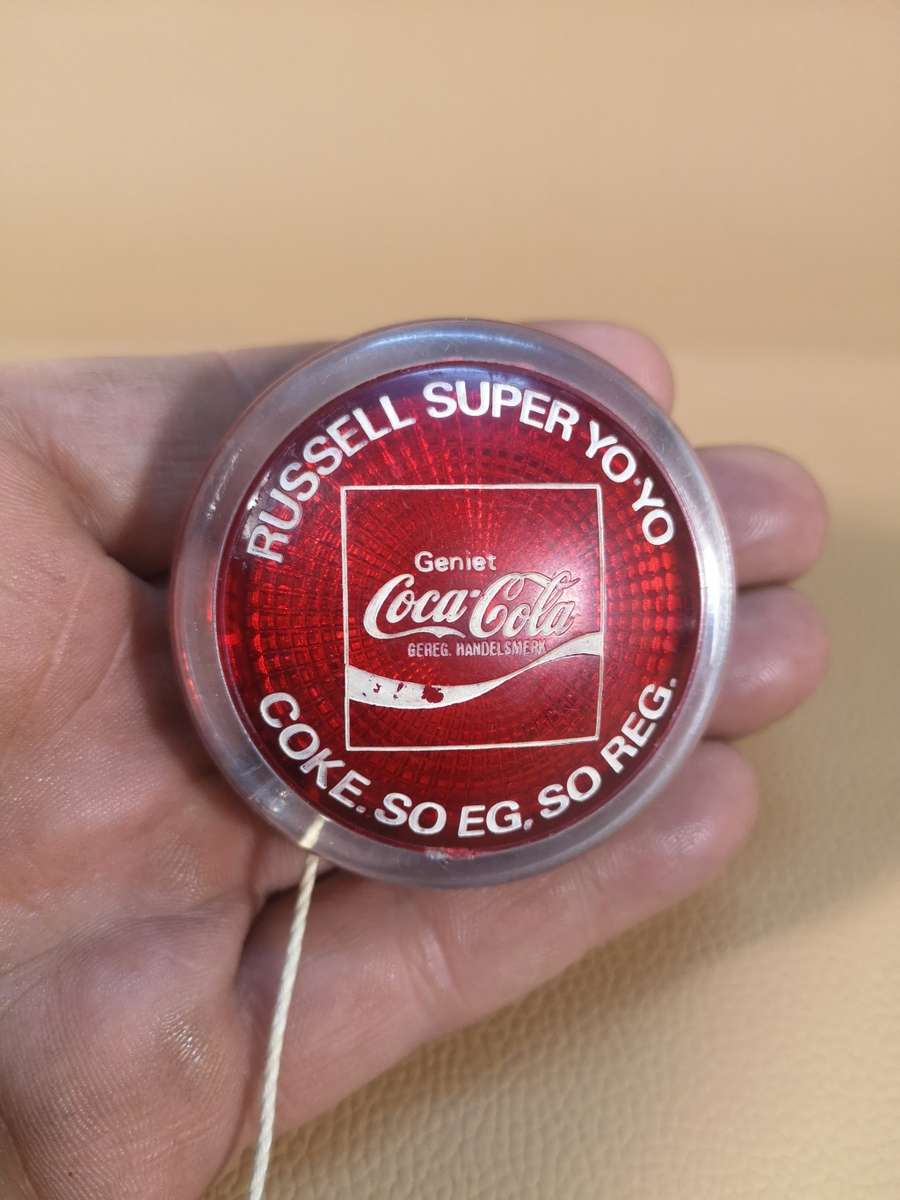 RUSSELL SUPER YO·YO
Geniet
Coca-Cola
GEREG. HANDELSMERK
COKE. SO EG, SO REG.